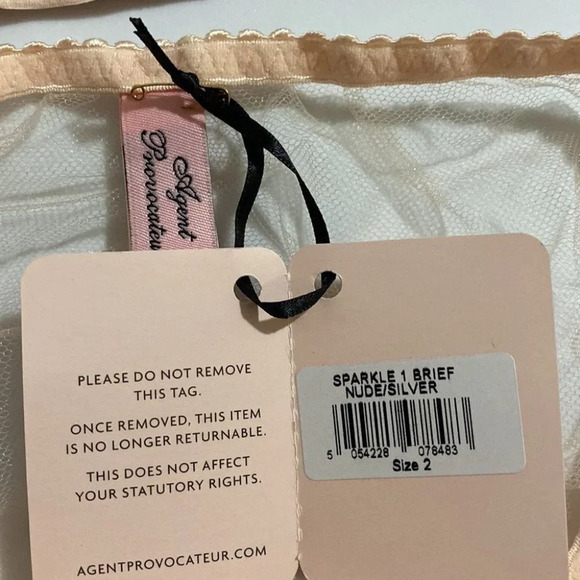 Agent
Provocateur
PLEASE DO NOT REMOVE
THIS TAG.
ONCE REMOVED, THIS ITEM
IS NO LONGER RETURNABLE.
THIS DOES NOT AFFECT
YOUR STATUTORY RIGHTS.
AGENTPROVOCATEUR.COM
SPARKLE 1 BRIEF
NUDE/SILVER
5 054228 078483
Size 2